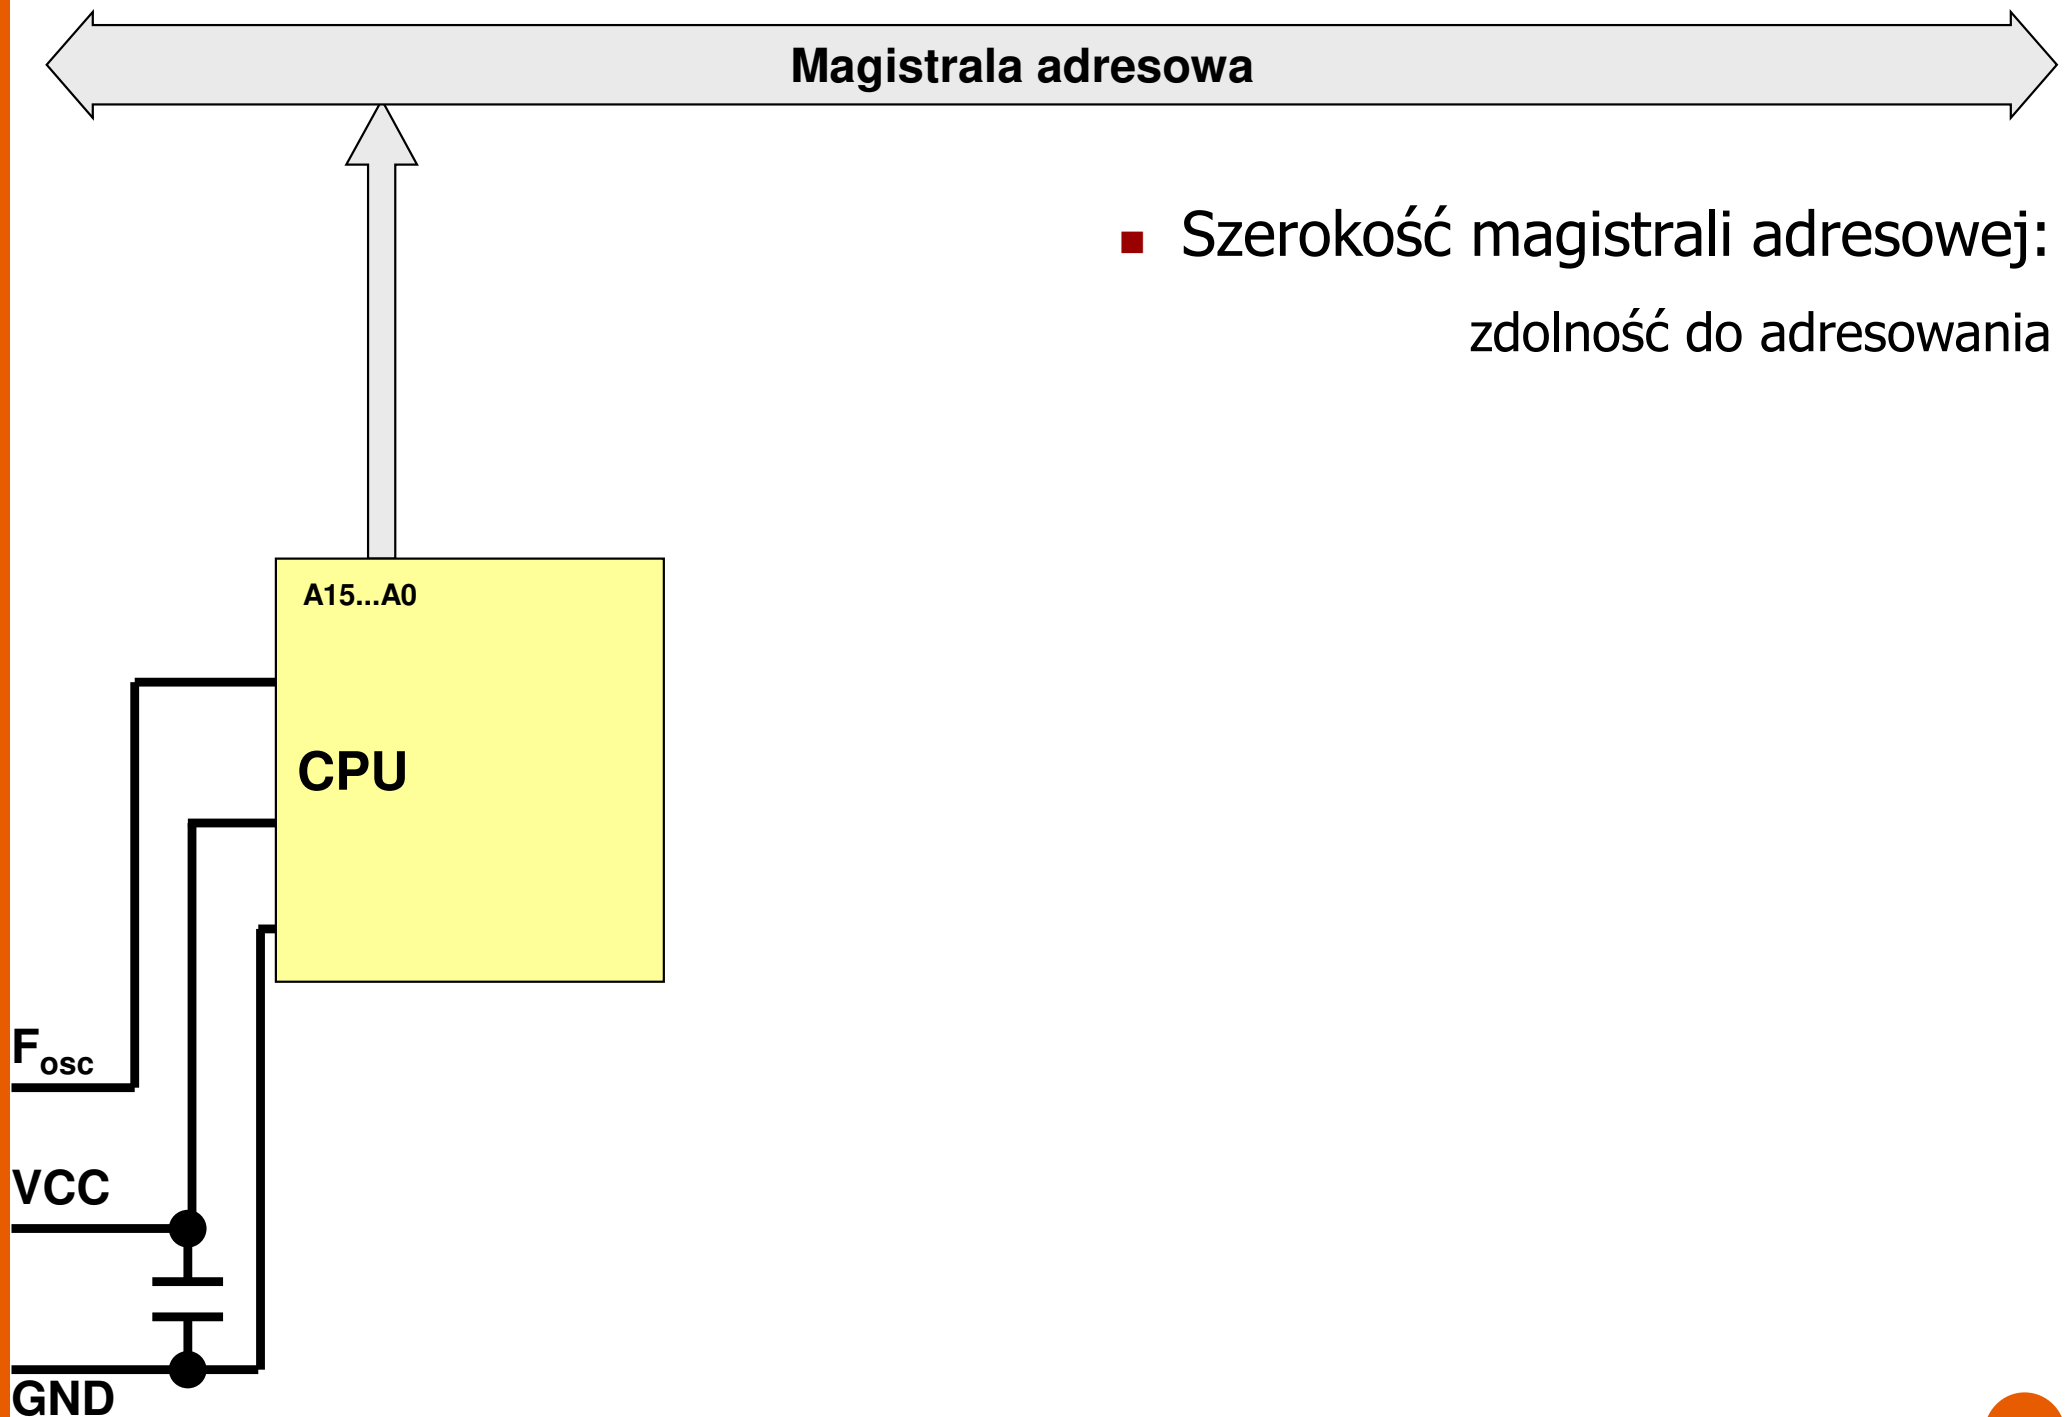 Magistrala adresowa
Szerokość magistrali adresowej:
zdolność do adresowania
A15...A0
CPU
Fosc
VCC
GND